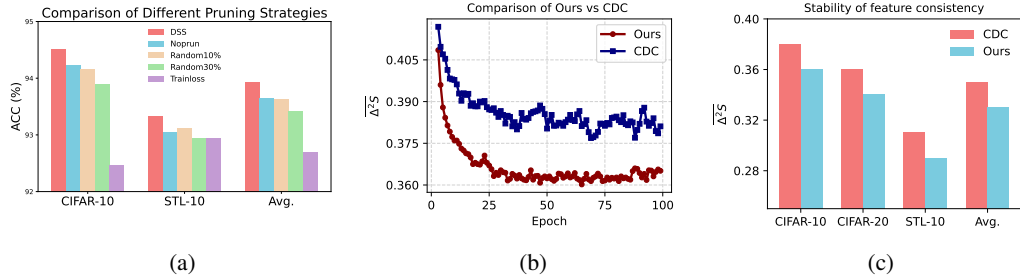 Comparison of Different Pruning Strategies
95
94
93
92
ACC (%)
DSS
Noprun
Random10%
Random30%
Trainloss
CIFAR-10 STL-10 Avg.
(a)
Comparison of Ours vs CDC
0.405
0.390
0.375
0.360
Δ²S
Ours
CDC
0 25 50 75 100
Epoch
(b)
Stability of feature consistency
0.40
0.36
0.32
0.28
Δ²S
CDC
Ours
CIFAR-10 CIFAR-20 STL-10 Avg.
(c)